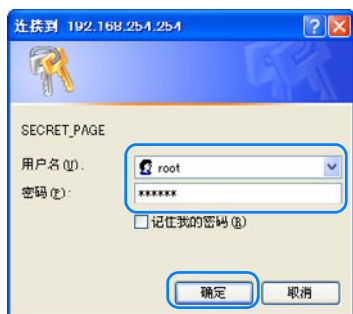 连接到 192.168.254.254
SECRET_PAGE
用户名(U):
root
密码(P):
******
记住我的密码(R)
确定
取消